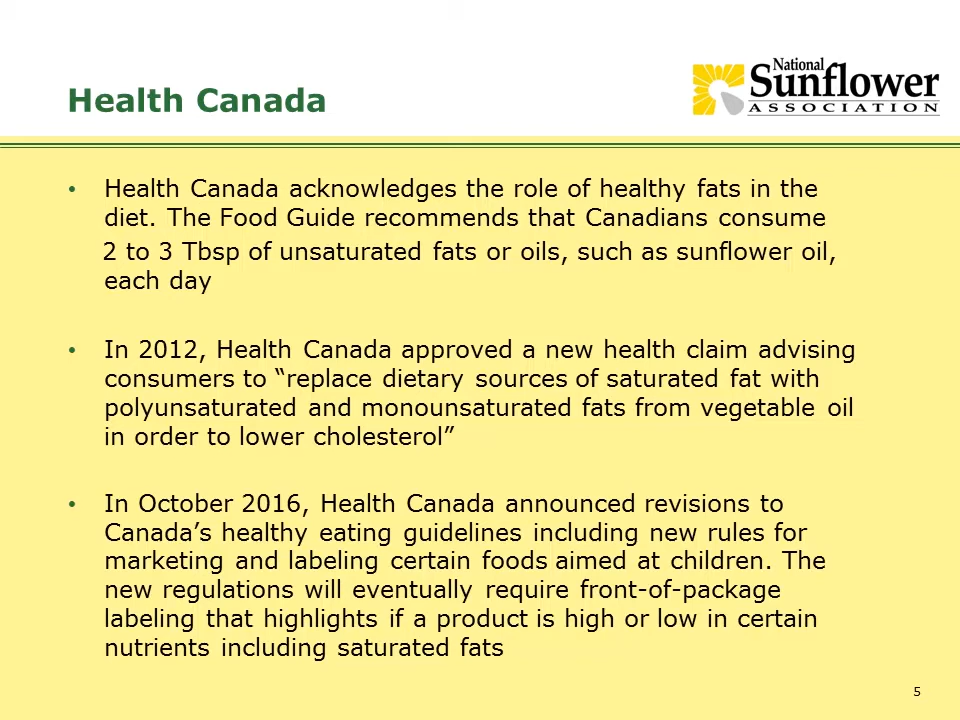 Health Canada
National
Sunflower
ASSOCIATION
• Health Canada acknowledges the role of healthy fats in the
diet. The Food Guide recommends that Canadians consume
2 to 3 Tbsp of unsaturated fats or oils, such as sunflower oil,
each day
• In 2012, Health Canada approved a new health claim advising
consumers to “replace dietary sources of saturated fat with
polyunsaturated and monounsaturated fats from vegetable oil
in order to lower cholesterol”
• In October 2016, Health Canada announced revisions to
Canada’s healthy eating guidelines including new rules for
marketing and labeling certain foods aimed at children. The
new regulations will eventually require front-of-package
labeling that highlights if a product is high or low in certain
nutrients including saturated fats
5